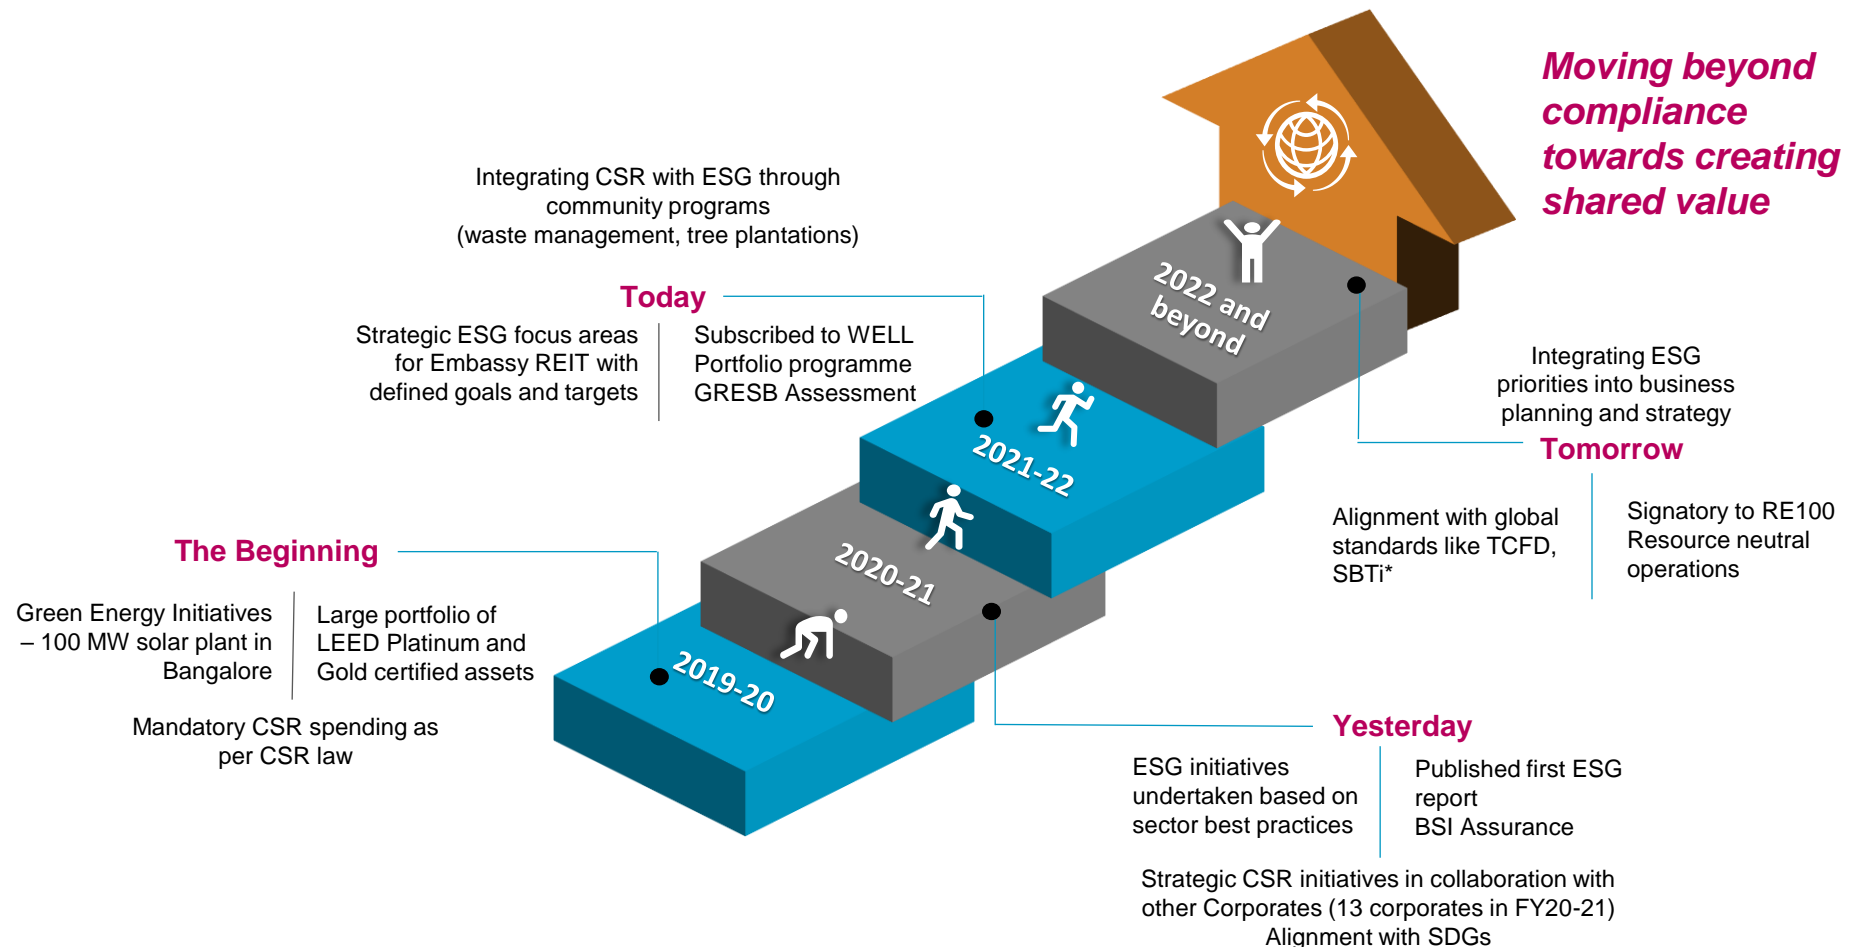 Moving beyond
compliance
towards creating
shared value
Integrating CSR with ESG through
community programs
(waste management, tree plantations)
Today
Strategic ESG focus areas
for Embassy REIT with
defined goals and targets
Subscribed to WELL
Portfolio programme
GRESB Assessment
2022 and
beyond
Integrating ESG
priorities into business
planning and strategy
Tomorrow
Alignment with global
standards like TCFD,
SBTi*
Signatory to RE100
Resource neutral
operations
2021-22
2020-21
2019-20
The Beginning
Green Energy Initiatives
– 100 MW solar plant in
Bangalore
Large portfolio of
LEED Platinum and
Gold certified assets
Mandatory CSR spending as
per CSR law
Yesterday
ESG initiatives
undertaken based on
sector best practices
Published first ESG
report
BSI Assurance
Strategic CSR initiatives in collaboration with
other Corporates (13 corporates in FY20-21)
Alignment with SDGs